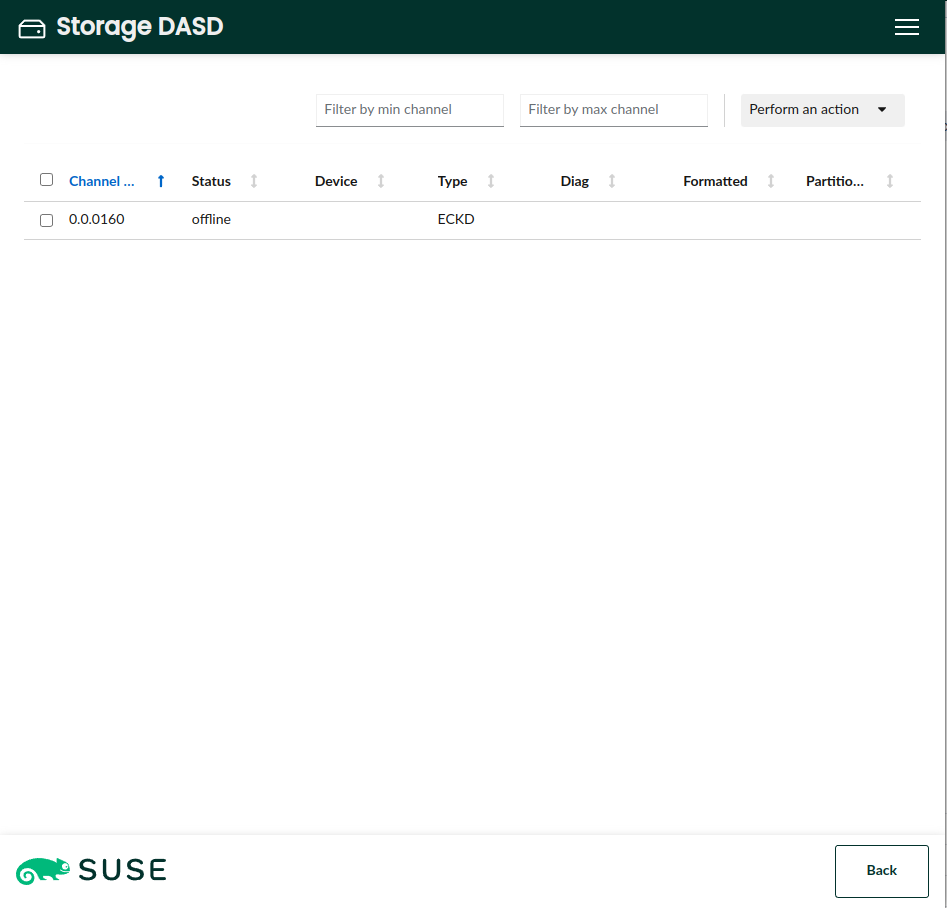 Storage DASD
Filter by min channel Filter by max channel Perform an action
Channel ... Status Device Type Diag Formatted Partitio...
0.0.0160 offline ECKD
SUSE Back